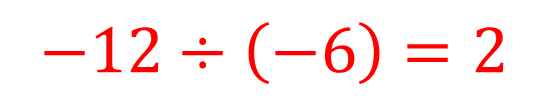 −12 ÷ (−6) = 2